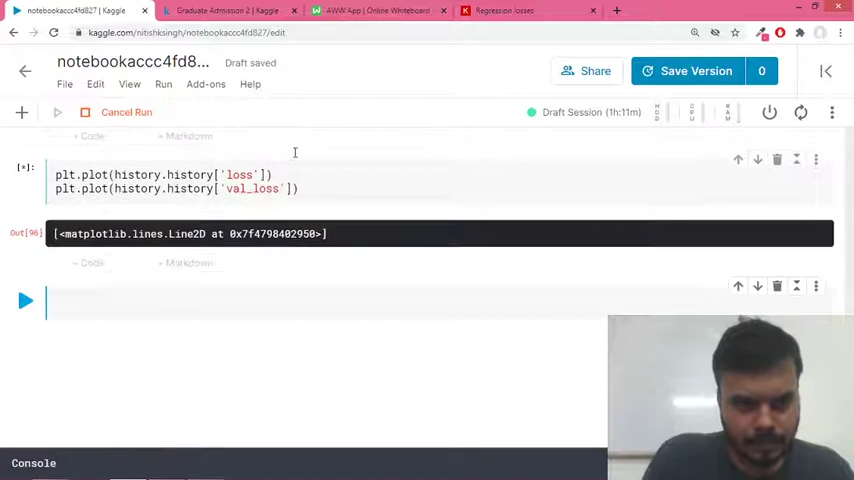 notebookaccc4fd827 | Kaggle
Graduate Admission 2 | Kaggle
AWW App | Online Whiteboard
Regression losses
kaggle.com/nitishksingh/notebookaccc4fd827/edit
notebookaccc4fd8...
Draft saved
Share
Save Version
0
File Edit View Run Add-ons Help
Cancel Run
Draft Session (1h:11m)
HDD
CPU
RAM
+ Code
+ Markdown
[*]:
plt.plot(history.history['loss'])
plt.plot(history.history['val_loss'])
Out[96]
[<matplotlib.lines.Line2D at 0x7f4798402950>]
+ Code
+ Markdown
Console